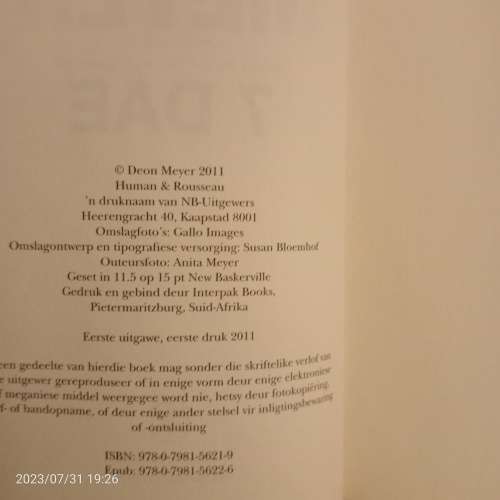 7 DAE
© Deon Meyer 2011
Human & Rousseau
'n druknaam van NB-Uitgewers
Heerengracht 40, Kaapstad 8001
Omslagfoto's: Gallo Images
Omslagontwerp en tipografiese versorging: Susan Bloemhof
Outeursfoto: Anita Meyer
Geset in 11.5 op 15 pt New Baskerville
Gedruk en gebind deur Interpak Books,
Pietermaritzburg, Suid-Afrika
Eerste uitgawe, eerste druk 2011
een gedeelte van hierdie boek mag sonder die skriftelike verlof van
e uitgewer gereproduseer of in enige vorm deur enige elektroniese
f meganiese middel weergegee word nie, hetsy deur fotokopiëring,
f- of bandopname, of deur enige ander stelsel vir inligtingsbewaring
of -ontsluiting
ISBN: 978-0-7981-5621-9
Epub: 978-0-7981-5622-6
2023/07/31 19:26